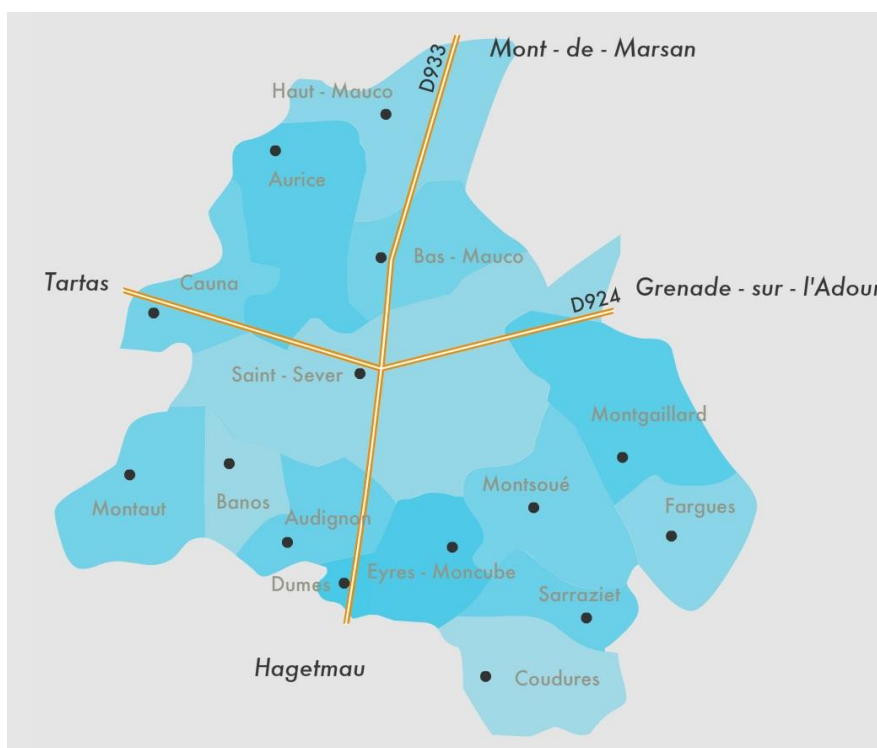 Mont - de - Marsan
D933
Haut - Mauco
Aurice
Bas - Mauco
Cauna
Tartas
D924
Grenade - sur - l'Adour
Saint - Sever
Montgaillard
Montsoué
Banos
Montaut
Fargues
Audignon
Eyres - Moncube
Dumes
Sarraziet
Hagetmau
Coudures